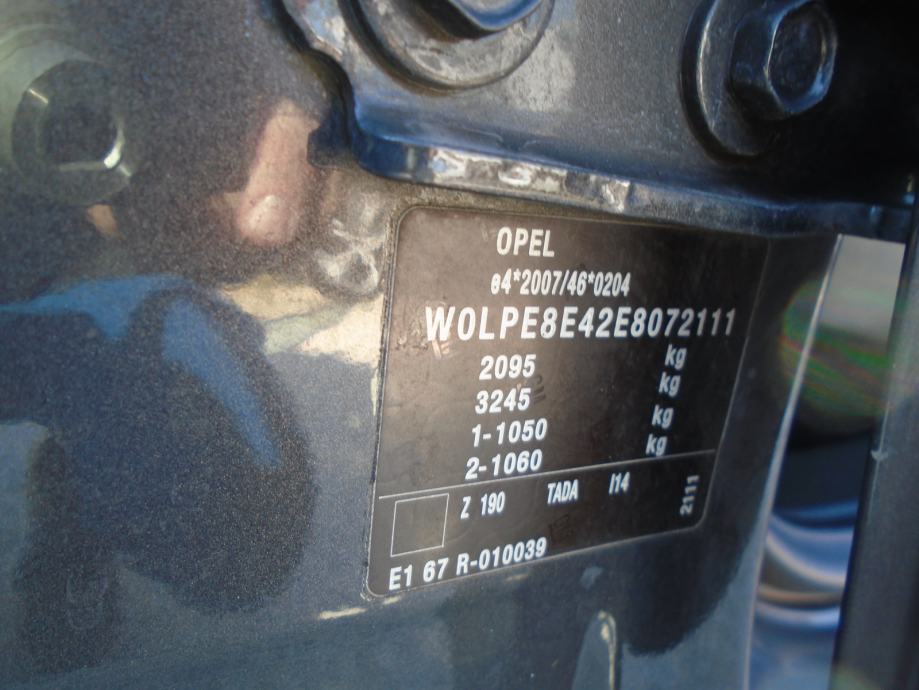 OPEL
e4*2007/46*0204
W0LPE8E42E8072111
2095 kg
3245 kg
1-1050 kg
2-1060 kg
Z 190 TADA I14 2111
E1 67 R-010039